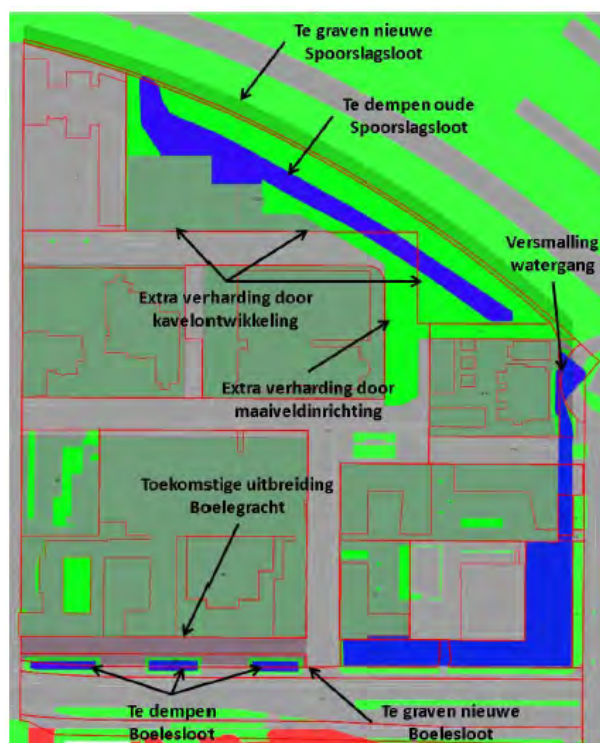 Te graven nieuwe
Spoorslagsloot
Te dempen oude
Spoorslagsloot
Versmalling
watergang
Extra verharding door
kavelontwikkeling
Extra verharding door
maaiveldinrichting
Toekomstige uitbreiding
Boelegracht
Te dempen
Boelesloot
Te graven nieuwe
Boelesloot